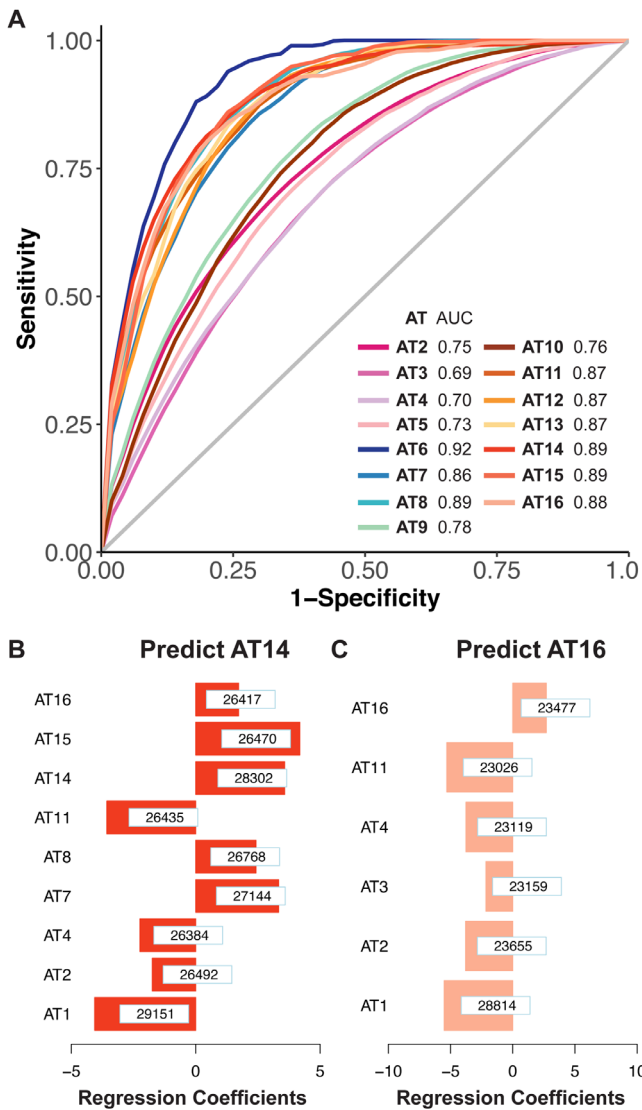 A
1.00
0.75
0.50
0.25
0.00
Sensitivity
AT AUC
AT2 0.75 AT10 0.76
AT3 0.69 AT11 0.87
AT4 0.70 AT12 0.87
AT5 0.73 AT13 0.87
AT6 0.92 AT14 0.89
AT7 0.86 AT15 0.89
AT8 0.89 AT16 0.88
AT9 0.78
0.00 0.25 0.50 0.75 1.0
1−Specificity
B Predict AT14
AT16 26417
AT15 26470
AT14 28302
AT11 26435
AT8 26768
AT7 27144
AT4 26384
AT2 26492
AT1 29151
−5 0 5
Regression Coefficients
C Predict AT16
AT16 23477
AT11 23026
AT4 23119
AT3 23159
AT2 23655
AT1 28814
−10 −5 0 5 10
Regression Coefficients